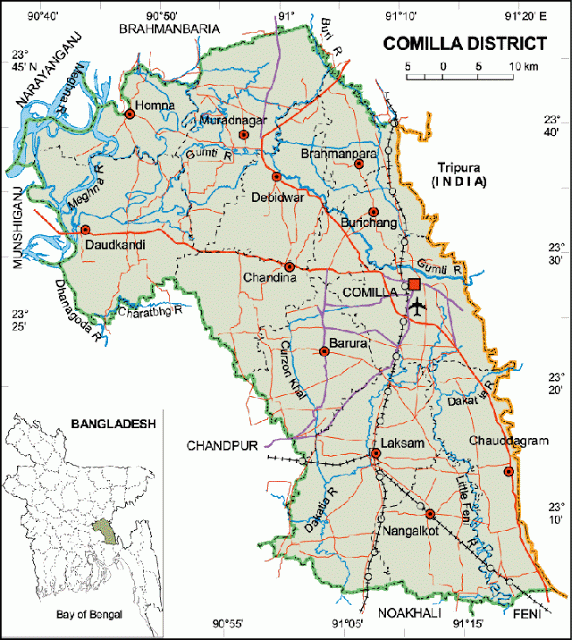 90°40' 90°50' 91° 91°10' 91°20' E
BRAHMANBARIA
COMILLA DISTRICT
5 0 5 10 km
23°
45' N
NARAYANGANJ
Meghna R
Buri R
Hompa
Muradnagar
Gumti R
Brahmanpara
23°
40'
Tripura
(INDIA)
Meghna R
MUNSHIGANJ
Debidwar
Burichang
Daudkandi
23°
30'
Gumti R
Chandina
COMILLA
23°
25'
Dhanagoda R
Charatbhg R
Curzon Khal
Barura
23°
20'
Dakatia R
BANGLADESH
CHANDPUR
Laksam
Chauddagram
Little Feni R
Dakatia R
Nangalkot
23°
10'
Bay of Bengal
NOAKHALI
FENI
90°55' 91°05' 91°15'